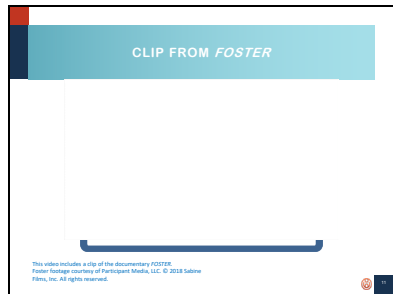 CLIP FROM FOSTER
This video includes a clip of the documentary FOSTER.
Foster footage courtesy of Participant Media, LLC. © 2018 Sabine
Films, Inc. All rights reserved.
11